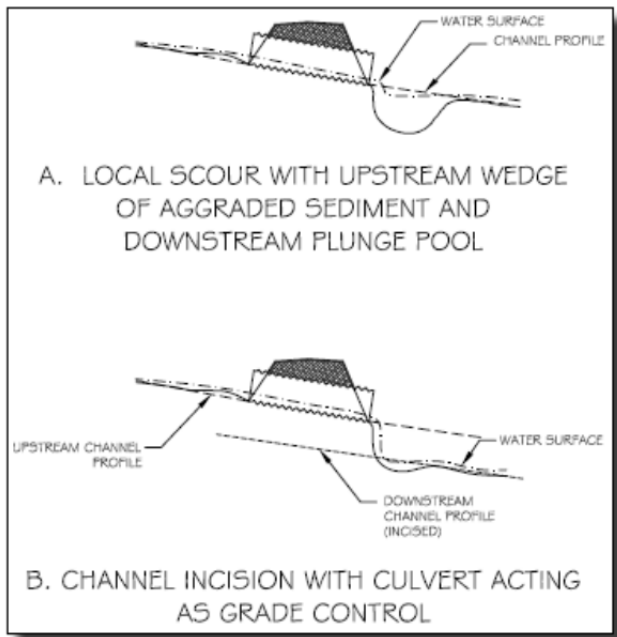 WATER SURFACE
CHANNEL PROFILE
A. LOCAL SCOUR WITH UPSTREAM WEDGE
OF AGGRADED SEDIMENT AND
DOWNSTREAM PLUNGE POOL
UPSTREAM CHANNEL
PROFILE
WATER SURFACE
DOWNSTREAM
CHANNEL PROFILE
(INCISED)
B. CHANNEL INCISION WITH CULVERT ACTING
AS GRADE CONTROL